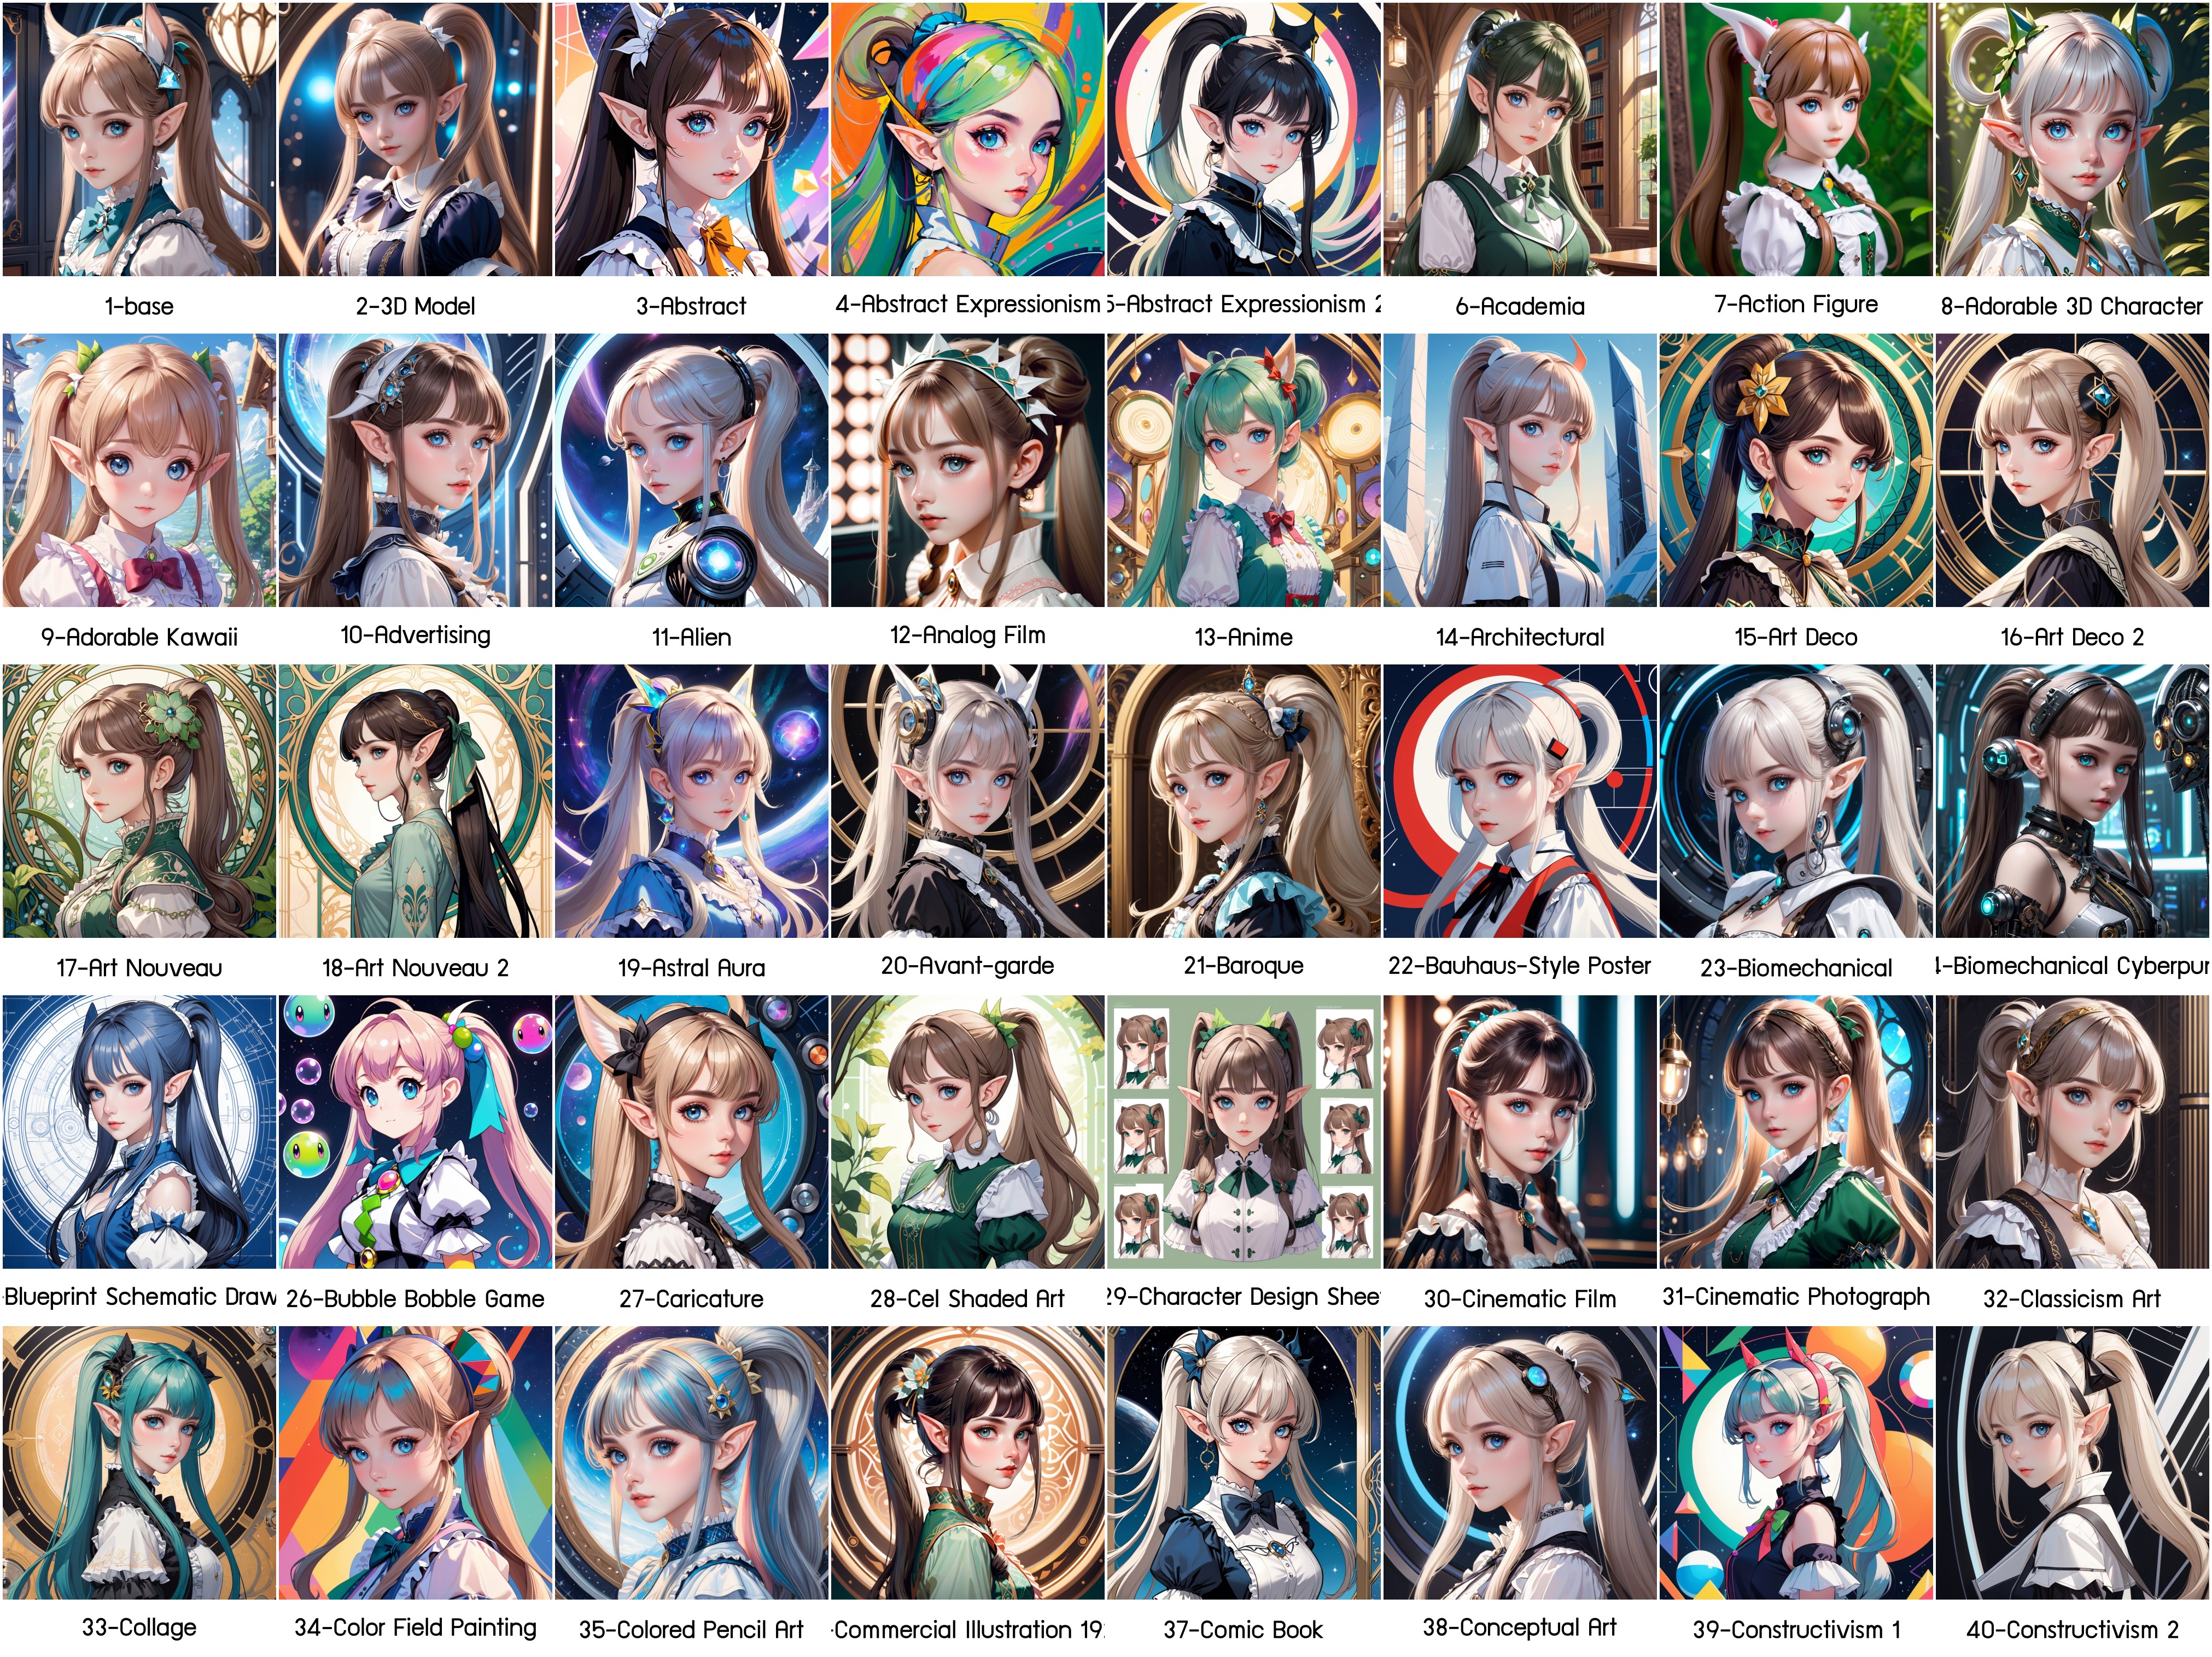 1-base
2-3D Model
3-Abstract
4-Abstract Expressionism
5-Abstract Expressionism 2
6-Academia
7-Action Figure
8-Adorable 3D Character
9-Adorable Kawaii
10-Advertising
11-Alien
12-Analog Film
13-Anime
14-Architectural
15-Art Deco
16-Art Deco 2
17-Art Nouveau
18-Art Nouveau 2
19-Astral Aura
20-Avant-garde
21-Baroque
22-Bauhaus-Style Poster
23-Biomechanical
4-Biomechanical Cyberpun
Blueprint Schematic Draw
26-Bubble Bobble Game
27-Caricature
28-Cel Shaded Art
29-Character Design Shee
30-Cinematic Film
31-Cinematic Photograph
32-Classicism Art
33-Collage
34-Color Field Painting
35-Colored Pencil Art
-Commercial Illustration 19
37-Comic Book
38-Conceptual Art
39-Constructivism 1
40-Constructivism 2